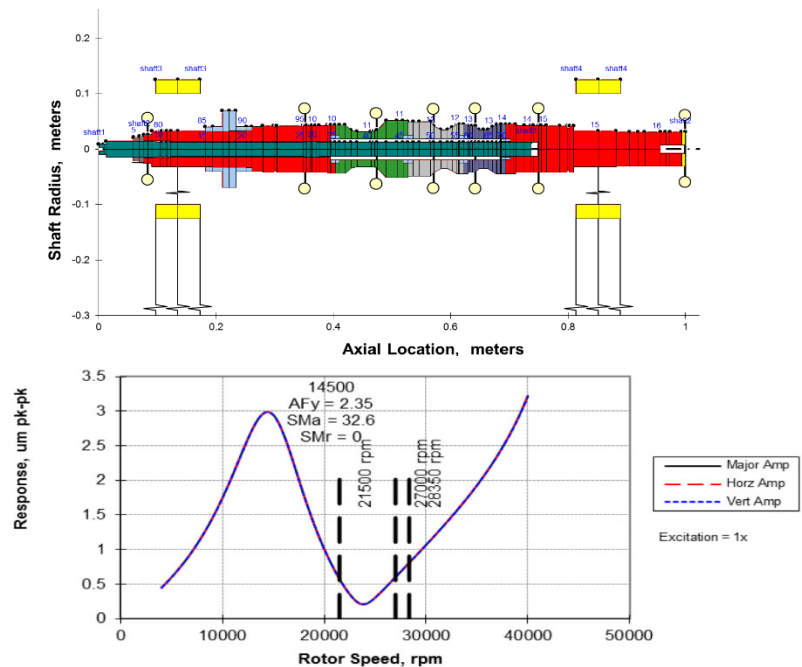 0.2
shaft3 shaft3
shaft4 shaft4
0.1
Shaft Radius, meters
shaft1
5
80
85
90
95
10
10
11
11
12
13
13
14
14
15
15
16
shaft2
0
-0.1
-0.2
-0.3
0 0.2 0.4 0.6 0.8 1
Axial Location, meters
3.5
3
2.5
2
1.5
1
0.5
0
Response, um pk-pk
14500
AFy = 2.35
SMa = 32.6
SMr = 0
21500 rpm
27000 rpm
28350 rpm
0 10000 20000 30000 40000 50000
Rotor Speed, rpm
Major Amp
Horz Amp
Vert Amp
Excitation = 1x